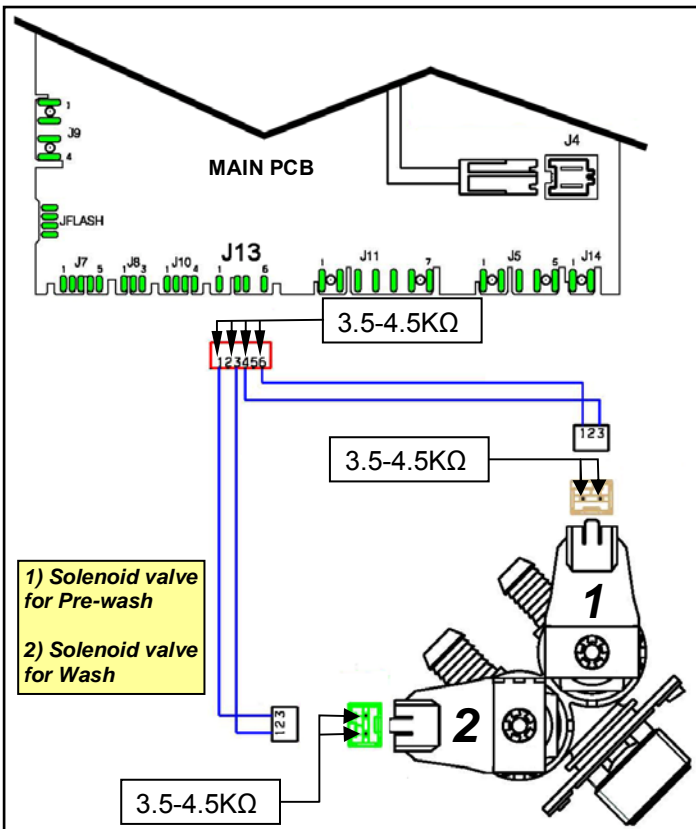 MAIN PCB
J4
1
J9
4
JFLASH
J7
J8
J10
J13
J11
J5
J14
1 5
1 3
1 4
1 6
1 7
1 5
1
3.5-4.5KΩ
123456
123
3.5-4.5KΩ
1) Solenoid valve
for Pre-wash
2) Solenoid valve
for Wash
1
2
123
3.5-4.5KΩ